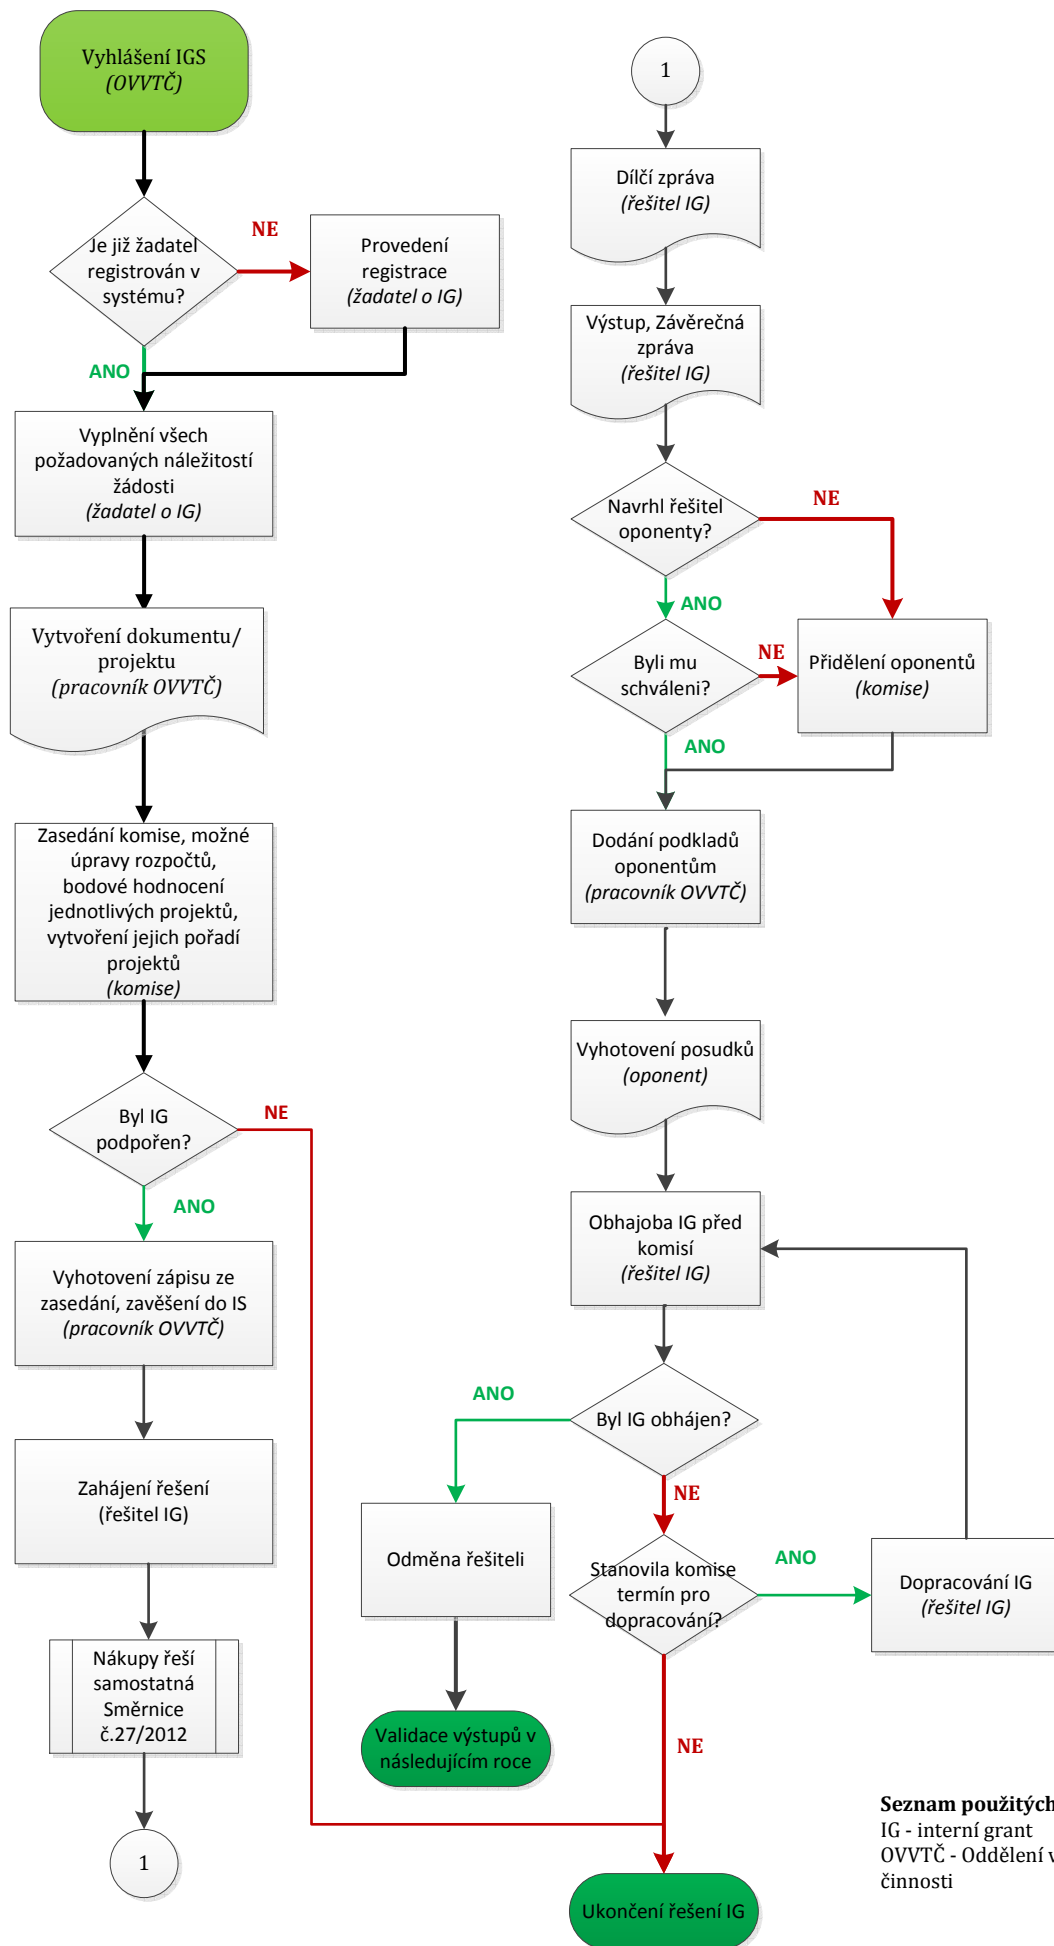 Vyhlášení IGS
(OVVTČ)
Je již žadatel
registrován v
systému?
NE
Provedení
registrace
(žadatel o IG)
ANO
Vyplnění všech
požadovaných náležitostí
žádosti
(žadatel o IG)
Vytvoření dokumentu/
projektu
(pracovník OVVTČ)
Zasedání komise, možné
úpravy rozpočtů,
bodové hodnocení
jednotlivých projektů,
vytvoření jejich pořadí
projektů
(komise)
Byl IG
podpořen?
NE
ANO
Vyhotovení zápisu ze
zasedání, zavěšení do IS
(pracovník OVVTČ)
Zahájení řešení
(řešitel IG)
Nákupy řeší
samostatná
Směrnice
č.27/2012
1
1
Dílčí zpráva
(řešitel IG)
Výstup, Závěrečná
zpráva
(řešitel IG)
Navrhl řešitel
oponenty?
NE
ANO
Byli mu
schváleni?
NE
Přidělení oponentů
(komise)
ANO
Dodání podkladů
oponentům
(pracovník OVVTČ)
Vyhotovení posudků
(oponent)
Obhajoba IG před
komisí
(řešitel IG)
Byl IG obhájen?
ANO
NE
Odměna řešiteli
Stanovila komise
termín pro
dopracování?
ANO
Dopracování IG
(řešitel IG)
Validace výstupů v
následujícím roce
NE
Ukončení řešení IG
Seznam použitých
IG - interní grant
OVVTČ - Oddělení v
činnosti